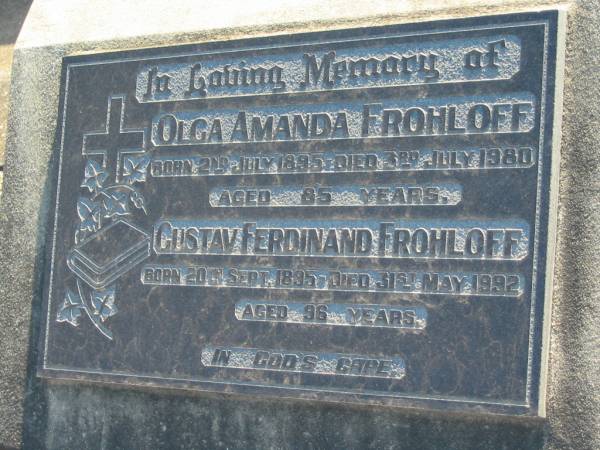 In Loving Memory of
OLGA AMANDA FROHLOFF
BORN 2ND JULY 1895 - DIED 3RD JULY 1980
AGED 85 YEARS.
GUSTAV FERDINAND FROHLOFF
BORN 20TH SEPT. 1895 - DIED 31ST MAY 1992
AGED 96 YEARS.
IN GOD'S CARE